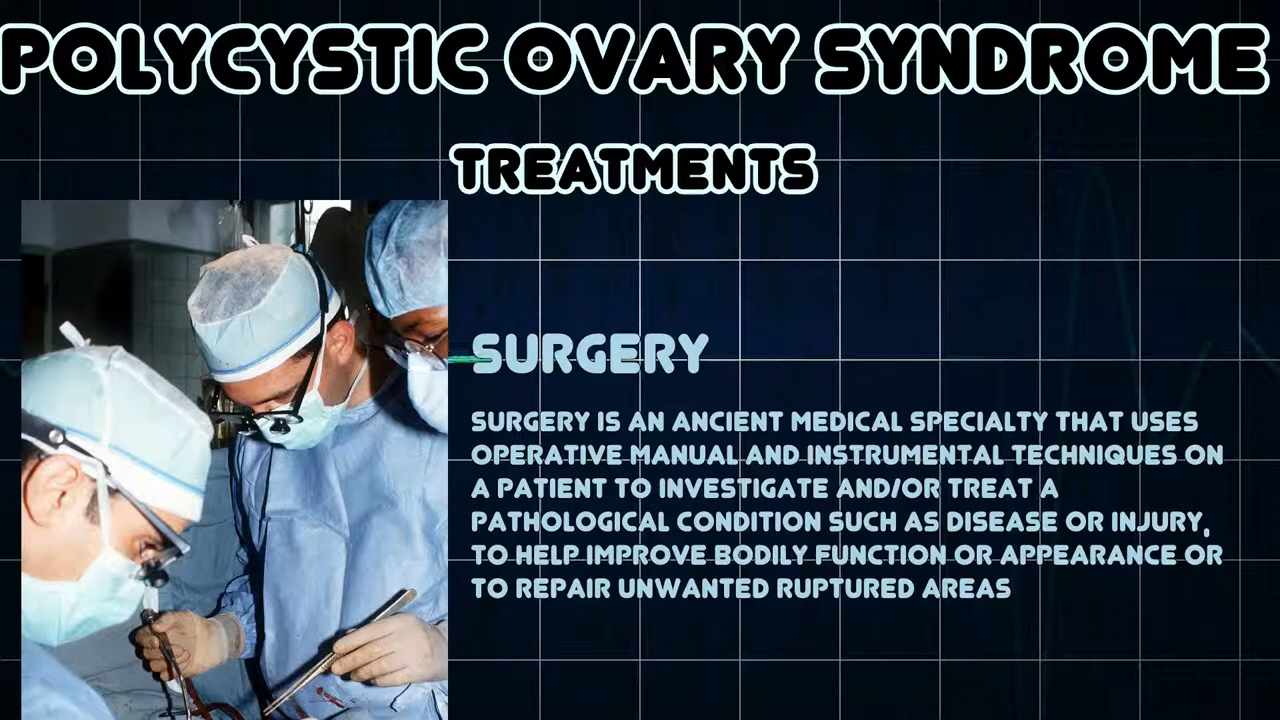 POLYCYSTIC OVARY SYNDROME
TREATMENTS
SURGERY
SURGERY IS AN ANCIENT MEDICAL SPECIALTY THAT USES
OPERATIVE MANUAL AND INSTRUMENTAL TECHNIQUES ON
A PATIENT TO INVESTIGATE AND/OR TREAT A
PATHOLOGICAL CONDITION SUCH AS DISEASE OR INJURY,
TO HELP IMPROVE BODILY FUNCTION OR APPEARANCE OR
TO REPAIR UNWANTED RUPTURED AREAS